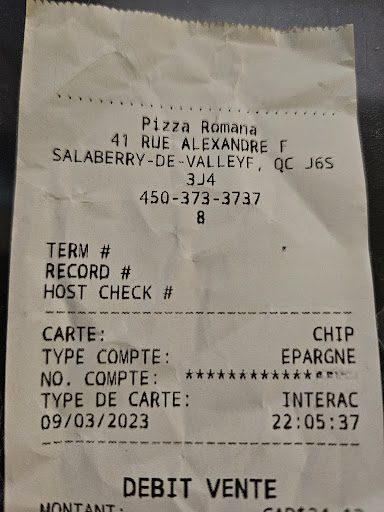 Pizza Romana
41 RUE ALEXANDRE F
SALABERRY-DE-VALLEYF, QC J6S
3J4
450-373-3737
8
TERM #
RECORD #
HOST CHECK #
CARTE: CHIP
TYPE COMPTE: EPARGNE
NO. COMPTE: **************
TYPE DE CARTE: INTERAC
09/03/2023 22:05:37
DEBIT VENTE
MONTANT: